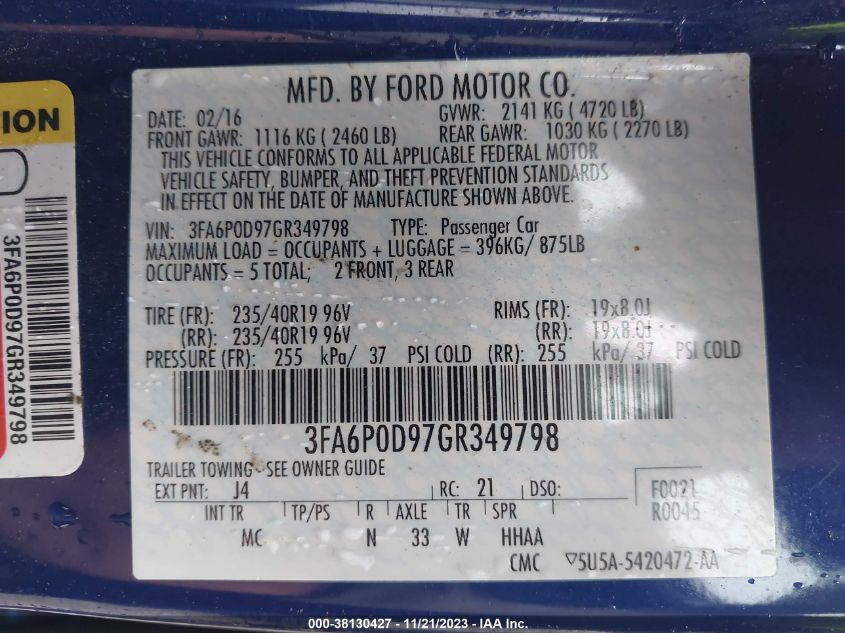 MFD. BY FORD MOTOR CO.
DATE: 02/16 GVWR: 2141 KG ( 4720 LB)
FRONT GAWR: 1116 KG ( 2460 LB) REAR GAWR: 1030 KG ( 2270 LB)
THIS VEHICLE CONFORMS TO ALL APPLICABLE FEDERAL MOTOR
VEHICLE SAFETY, BUMPER, AND THEFT PREVENTION STANDARDS
IN EFFECT ON THE DATE OF MANUFACTURE SHOWN ABOVE.
VIN: 3FA6P0D97GR349798 TYPE: Passenger Car
MAXIMUM LOAD = OCCUPANTS + LUGGAGE = 396KG/ 875LB
OCCUPANTS = 5 TOTAL; 2 FRONT, 3 REAR
TIRE (FR): 235/40R19 96V RIMS (FR): 19x8.0J
(RR): 235/40R19 96V (RR): 19x8.0J
PRESSURE (FR): 255 kPa/ 37 PSI COLD (RR): 255 kPa/ 37 PSI COLD
3FA6P0D97GR349798
TRAILER TOWING - SEE OWNER GUIDE
EXT PNT: J4 RC: 21 DSO: F0021
INT TR TP/PS R AXLE TR SPR R0045
MC N 33 W HHAA
CMC ▽5U5A-5420472-AA
ION
3FA6P0D97GR349798
000-38130427 - 11/21/2023 - IAA Inc.